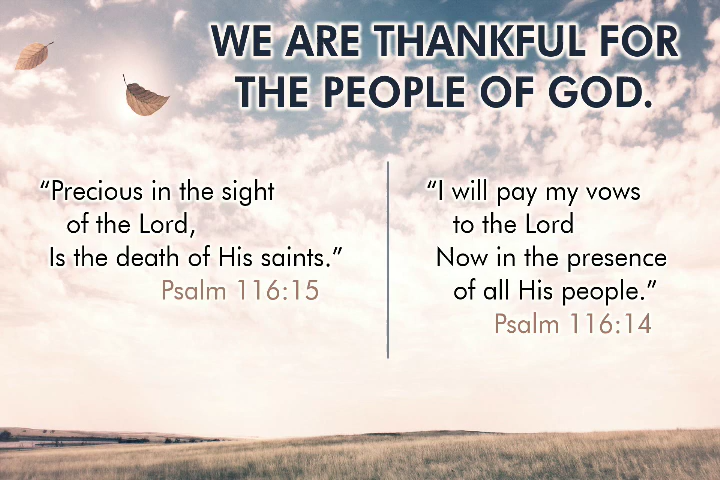 WE ARE THANKFUL FOR
THE PEOPLE OF GOD.
“Precious in the sight
of the Lord,
Is the death of His saints.”
Psalm 116:15
“I will pay my vows
to the Lord
Now in the presence
of all His people.”
Psalm 116:14